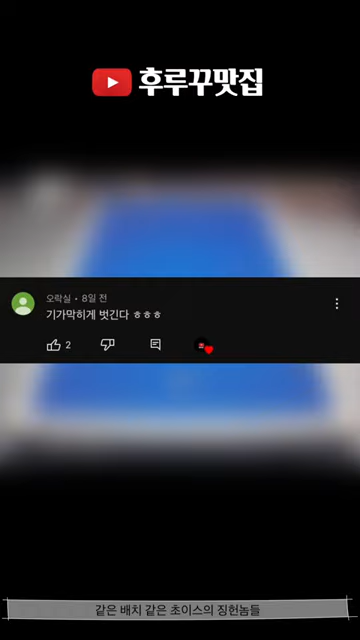 후루꾸맛집
오락실 • 8일 전
기가막히게 벗긴다 ㅎㅎㅎ
2
같은 배치 같은 초이스의 징헌놈들